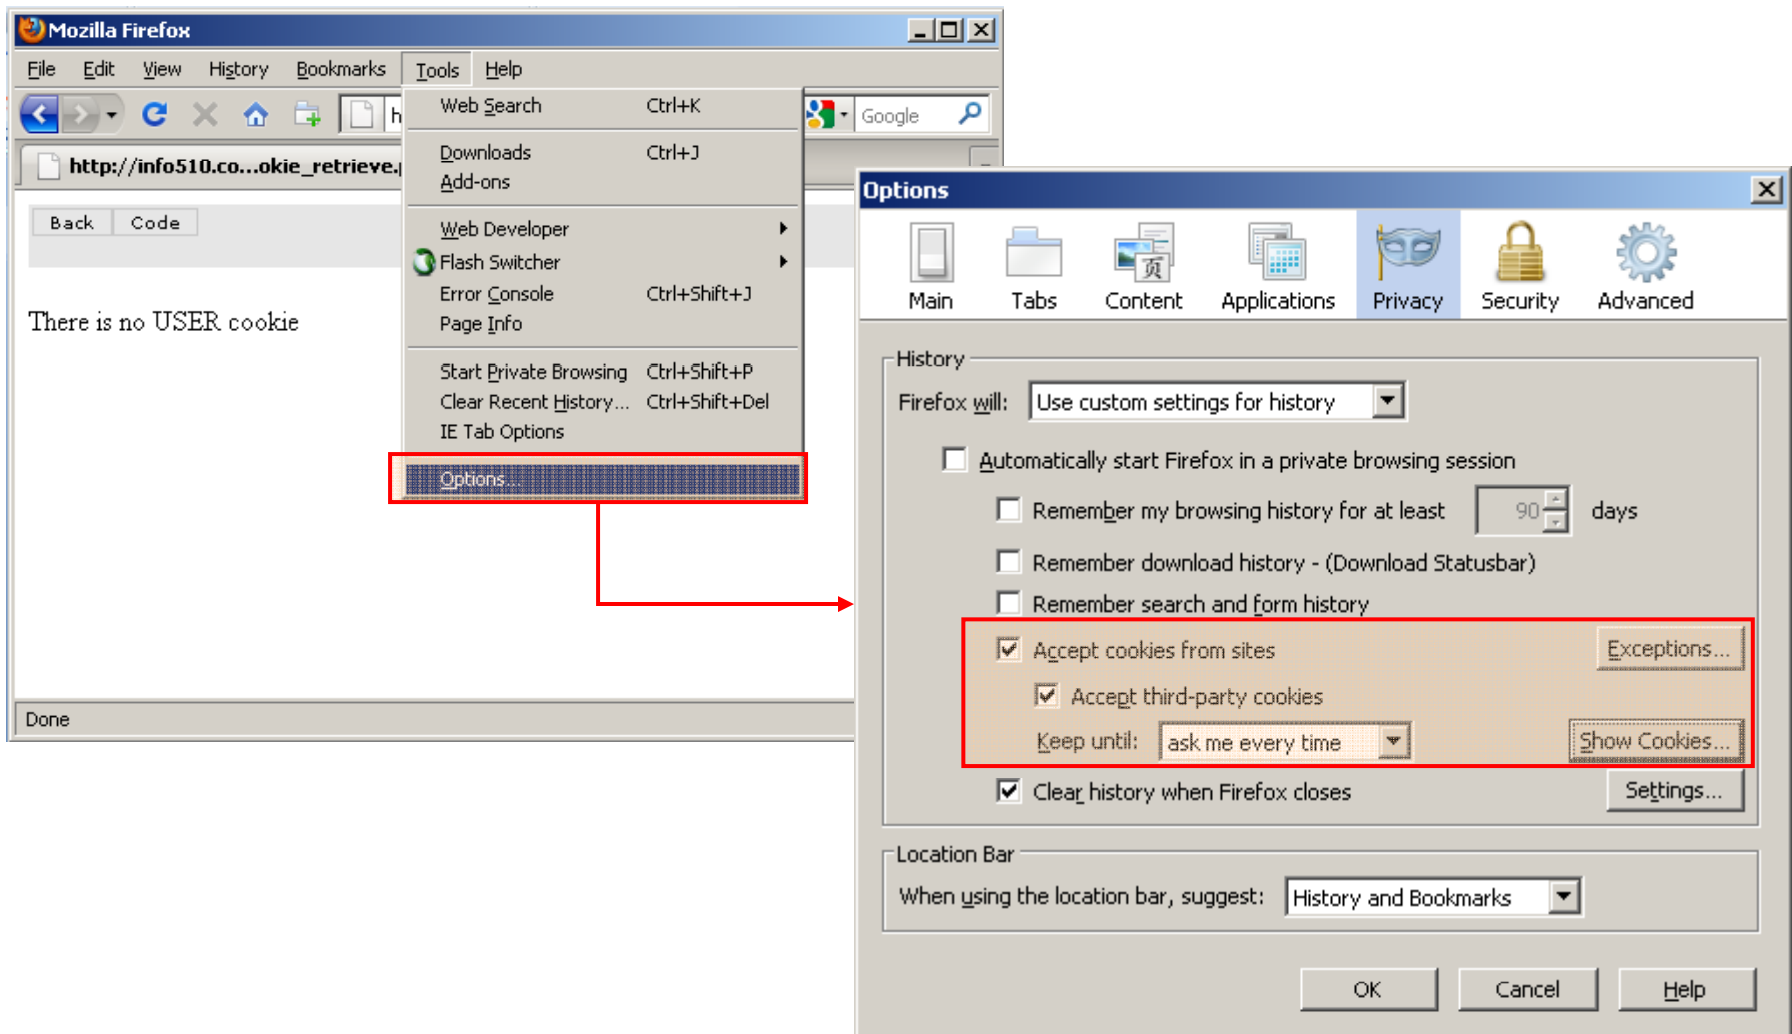 Mozilla Firefox
File Edit View History Bookmarks Tools Help
h
Google
http://info510.co...okie_retrieve.p
Back Code
There is no USER cookie
Done
Web Search Ctrl+K
Downloads Ctrl+J
Add-ons
Web Developer
Flash Switcher
Error Console Ctrl+Shift+J
Page Info
Start Private Browsing Ctrl+Shift+P
Clear Recent History... Ctrl+Shift+Del
IE Tab Options
Options...
Options
页
Main Tabs Content Applications Privacy Security Advanced
History
Firefox will: Use custom settings for history
Automatically start Firefox in a private browsing session
Remember my browsing history for at least 90 days
Remember download history - (Download Statusbar)
Remember search and form history
Accept cookies from sites Exceptions...
Accept third-party cookies
Keep until: ask me every time Show Cookies...
Clear history when Firefox closes Settings...
Location Bar
When using the location bar, suggest: History and Bookmarks
OK Cancel Help